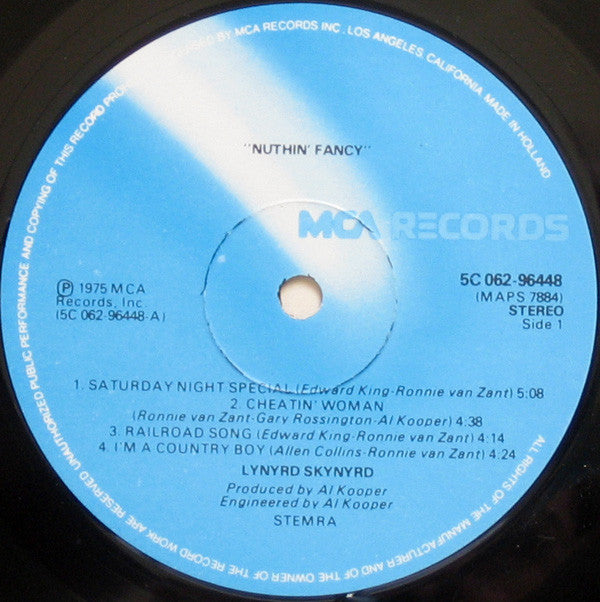 "NUTHIN' FANCY"
MCA RECORDS
℗ 1975 MCA
Records, Inc.
(5C 062-96448-A)
5C 062-96448
(MAPS 7884)
STEREO
Side 1
1. SATURDAY NIGHT SPECIAL (Edward King-Ronnie van Zant) 5:08
2. CHEATIN' WOMAN
(Ronnie van Zant-Gary Rossington-Al Kooper) 4:38
3. RAILROAD SONG (Edward King-Ronnie van Zant) 4:14
4. I'M A COUNTRY BOY (Allen Collins-Ronnie van Zant) 4:24
LYNYRD SKYNYRD
Produced by Al Kooper
Engineered by Al Kooper
STEMRA
BY MCA RECORDS INC. LOS ANGELES, CALIFORNIA. MADE IN HOLLAND
ALL RIGHTS OF THE MANUFACTURER AND OF THE OWNER OF THE RECORD WORK ARE RESERVED UNAUTHORIZED PUBLIC PERFORMANCE AND COPYING OF THIS RECORD